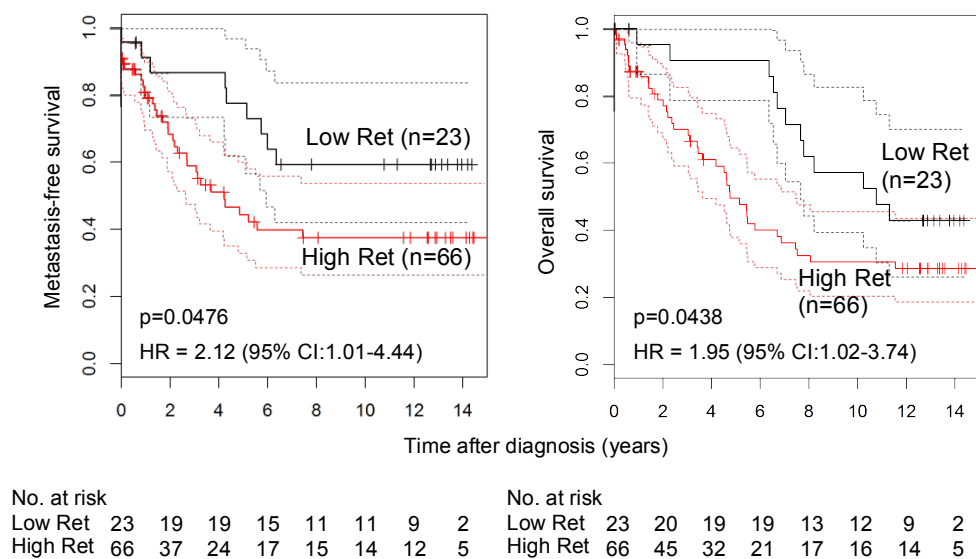 Metastasis-free survival
1.0
0.8
0.6
0.4
0.2
0.0
Low Ret (n=23)
High Ret (n=66)
p=0.0476
HR = 2.12 (95% CI:1.01-4.44)
0 2 4 6 8 10 12 14
Overall survival
1.0
0.8
0.6
0.4
0.2
0.0
Low Ret
(n=23)
High Ret
(n=66)
p=0.0438
HR = 1.95 (95% CI:1.02-3.74)
0 2 4 6 8 10 12 14
Time after diagnosis (years)
No. at risk
Low Ret 23 19 19 15 11 11 9 2
High Ret 66 37 24 17 15 14 12 5
No. at risk
Low Ret 23 20 19 19 13 12 9 2
High Ret 66 45 32 21 17 16 14 5